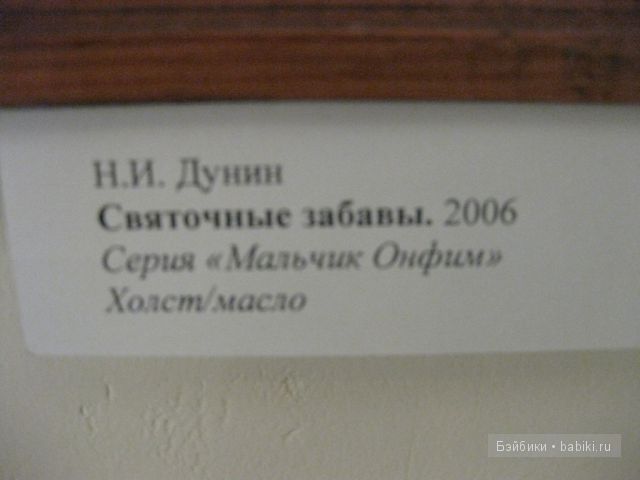 Н.И. Дунин
Святочные забавы. 2006
Серия «Мальчик Онфим»
Холст/масло
Бэйбики • babiki.ru